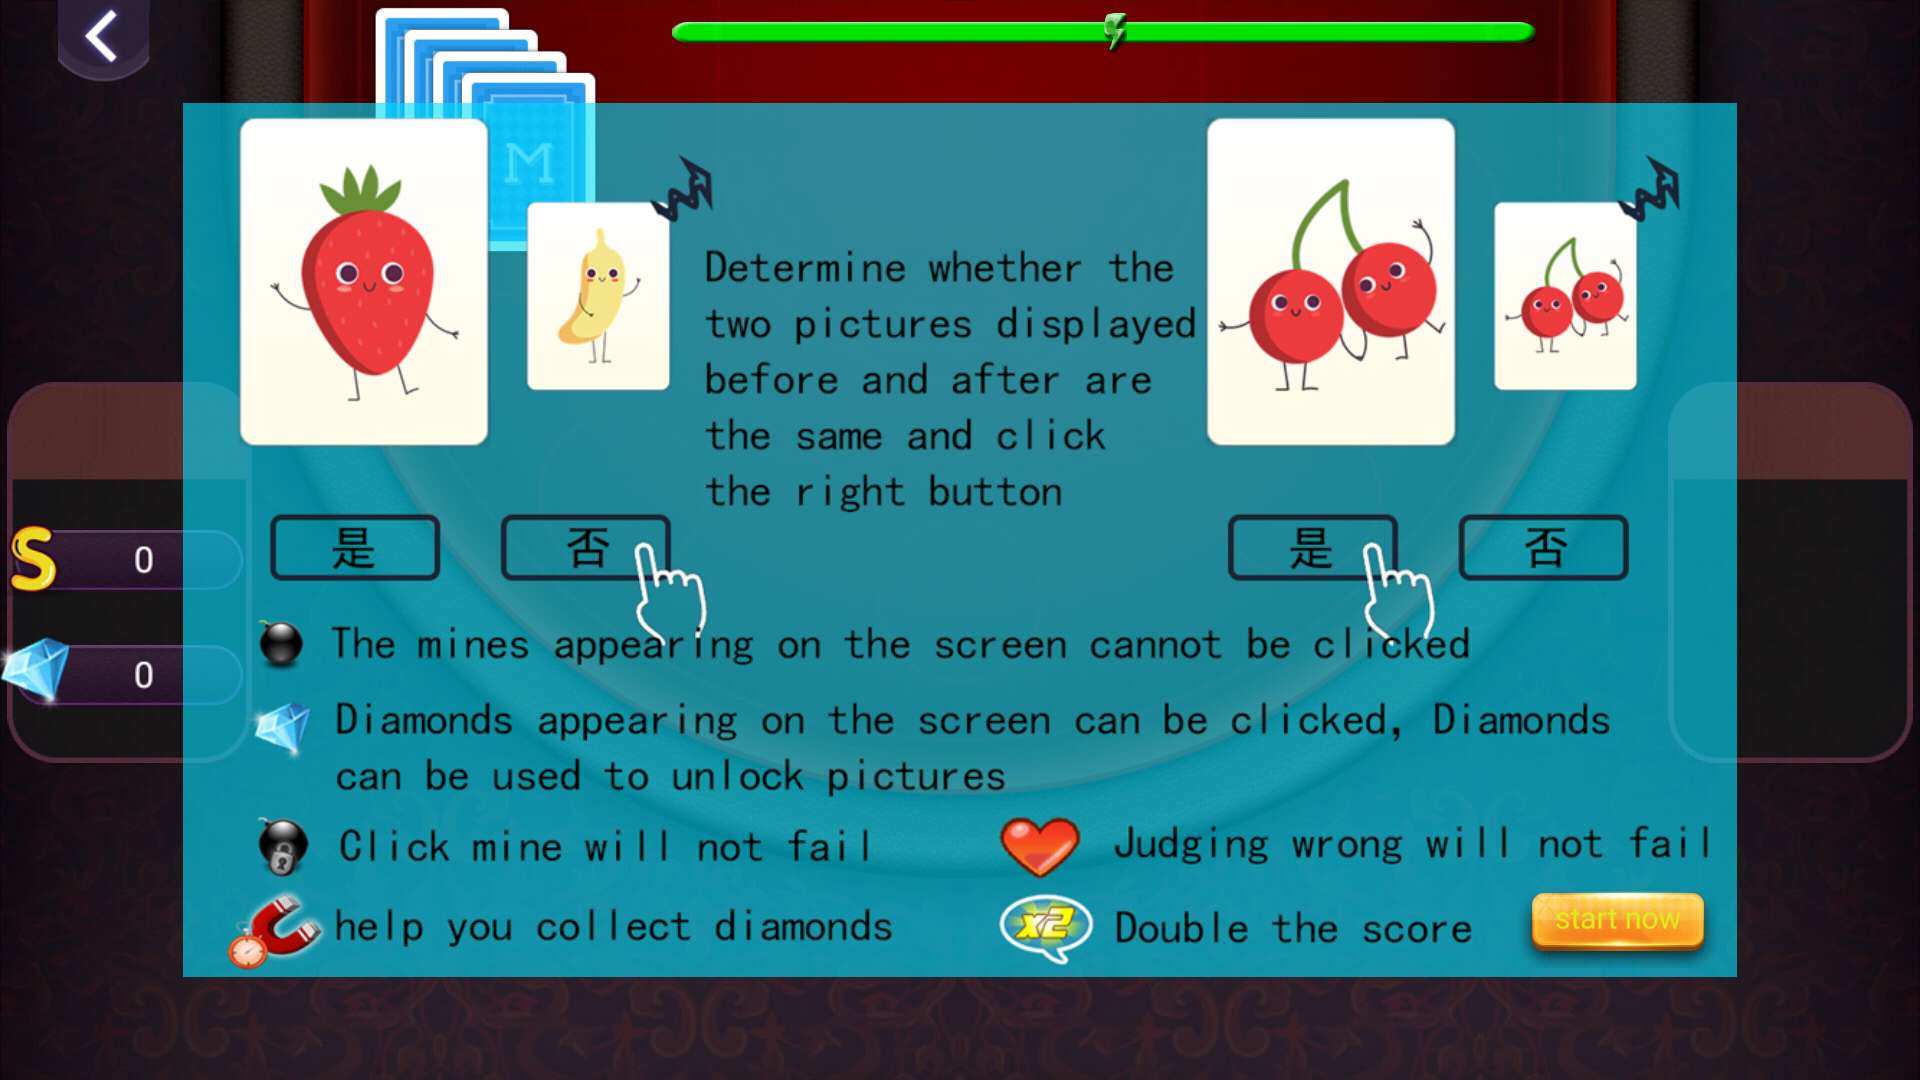 M
Determine whether the
two pictures displayed
before and after are
the same and click
the right button
是 否
是 否
0
0
The mines appearing on the screen cannot be clicked
Diamonds appearing on the screen can be clicked, Diamonds
can be used to unlock pictures
Click mine will not fail
Judging wrong will not fail
help you collect diamonds
x2
Double the score
start now